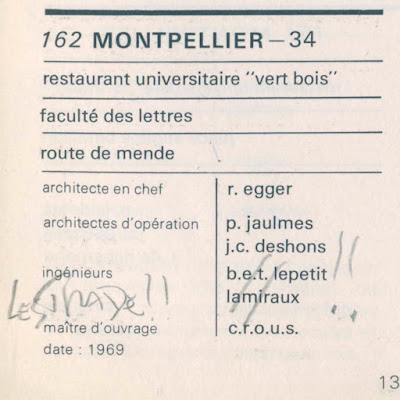 162 MONTPELLIER – 34
restaurant universitaire "vert bois"
faculté des lettres
route de mende
architecte en chef r. egger
architectes d'opération p. jaulmes
j.c. deshons !!
ingénieurs b.e.t. lepetit
LESTRADE !! lamiraux
maître d'ouvrage c.r.o.u.s.
date : 1969
13